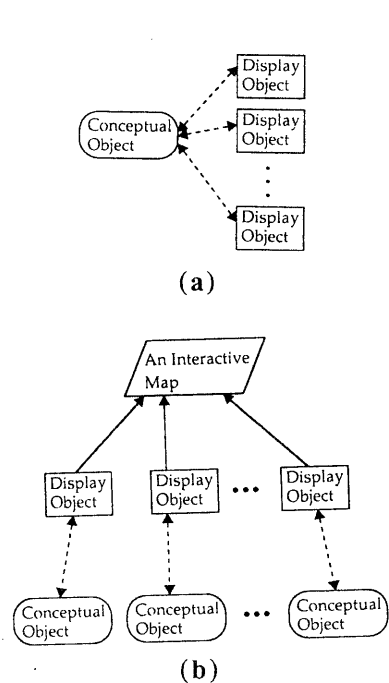 Display
Object
Conceptual
Object
Display
Object
Display
Object
(a)
An Interactive
Map
Display
Object
Display
Object
Display
Object
Conceptual
Object
Conceptual
Object
Conceptual
Object
(b)